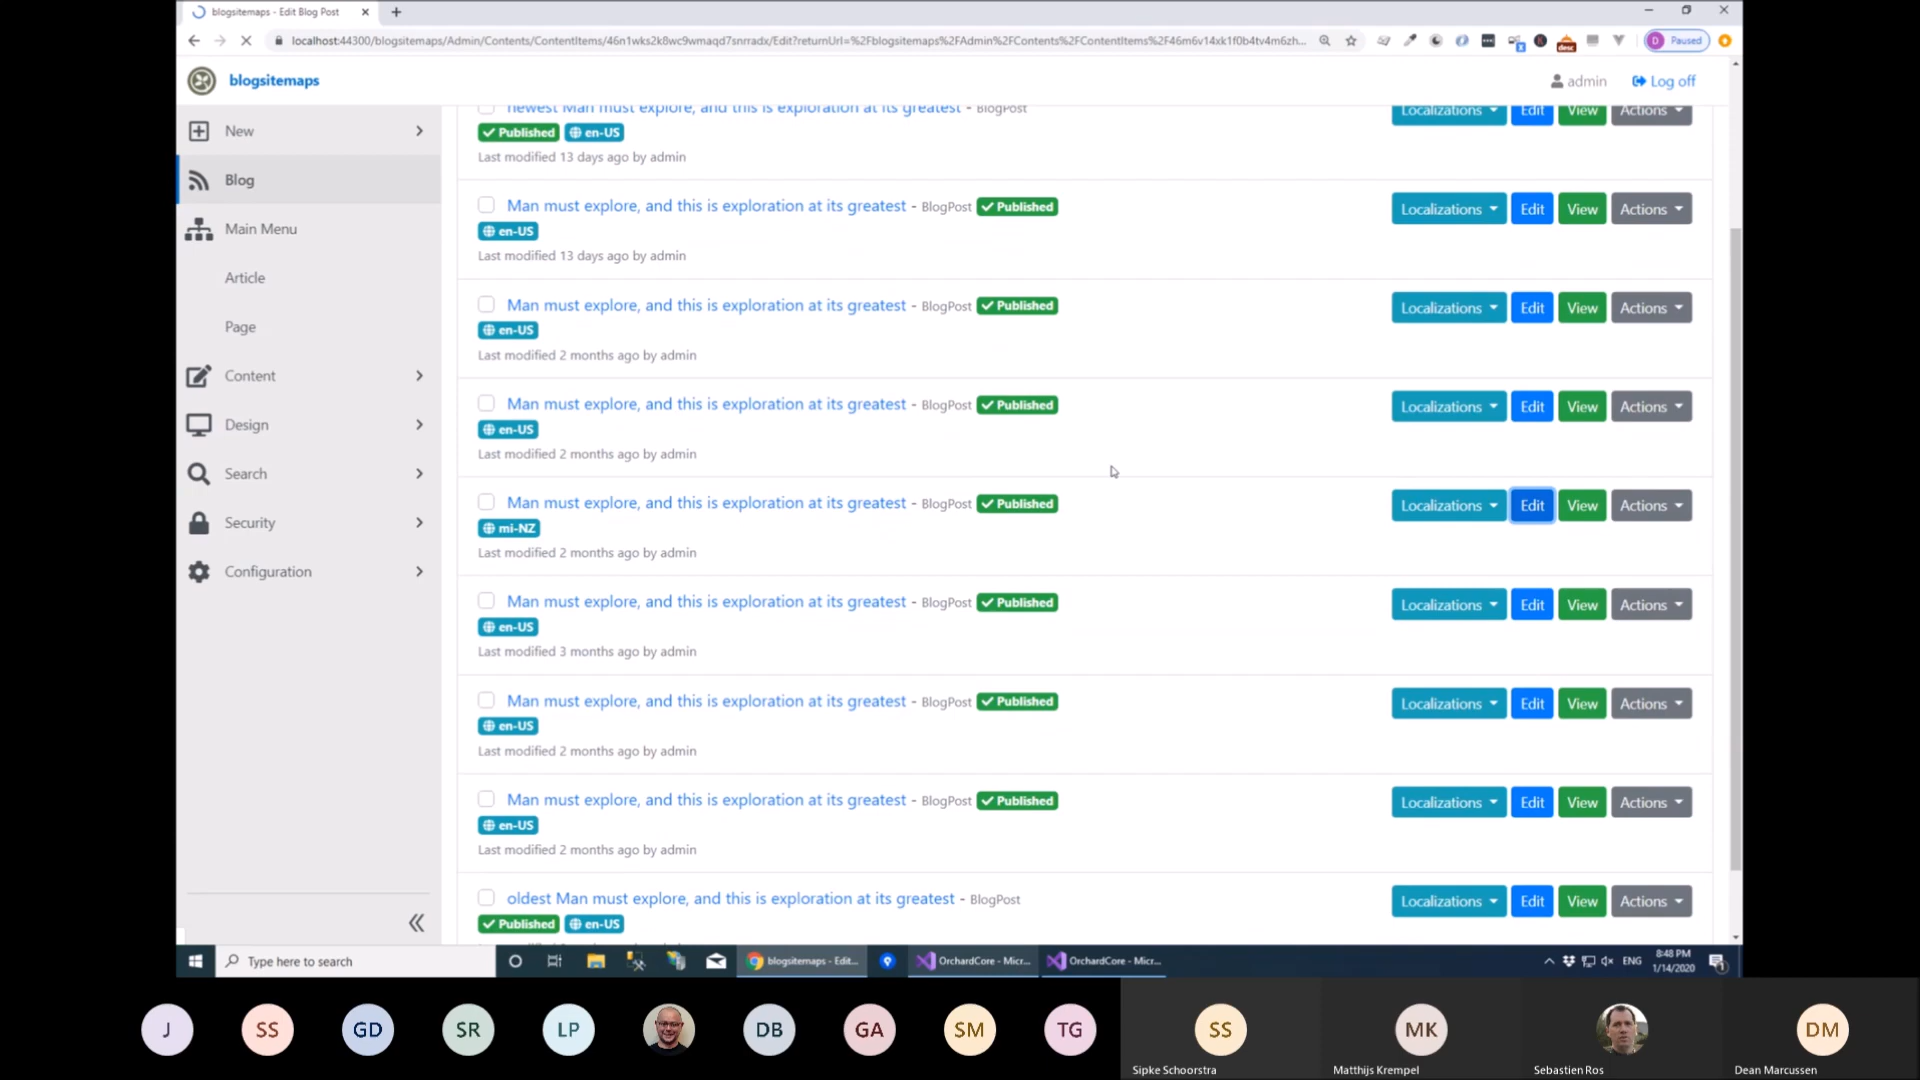 blogsitemaps - Edit Blog Post
localhost:44300/blogsitemaps/Admin/Contents/ContentItems/46n1wks2k8wc9wmaqd7snrradx/Edit?returnUrl=%2Fblogsitemaps%2FAdmin%2FContents%2FContentItems%2F46m6v14xk1f0b4tv4m6zh...
desc
D Paused
blogsitemaps
admin Log off
New
Blog
Main Menu
Article
Page
Content
Design
Search
Security
Configuration
newest Man must explore, and this is exploration at its greatest - BlogPost
Localizations Edit View Actions
Published en-US
Last modified 13 days ago by admin
Man must explore, and this is exploration at its greatest - BlogPost Published
Localizations Edit View Actions
en-US
Last modified 13 days ago by admin
Man must explore, and this is exploration at its greatest - BlogPost Published
Localizations Edit View Actions
en-US
Last modified 2 months ago by admin
Man must explore, and this is exploration at its greatest - BlogPost Published
Localizations Edit View Actions
en-US
Last modified 2 months ago by admin
Man must explore, and this is exploration at its greatest - BlogPost Published
Localizations Edit View Actions
mi-NZ
Last modified 2 months ago by admin
Man must explore, and this is exploration at its greatest - BlogPost Published
Localizations Edit View Actions
en-US
Last modified 3 months ago by admin
Man must explore, and this is exploration at its greatest - BlogPost Published
Localizations Edit View Actions
en-US
Last modified 2 months ago by admin
Man must explore, and this is exploration at its greatest - BlogPost Published
Localizations Edit View Actions
en-US
Last modified 2 months ago by admin
oldest Man must explore, and this is exploration at its greatest - BlogPost
Localizations Edit View Actions
Published en-US
Type here to search
blogsitemaps - Edit...
OrchardCore - Micr...
OrchardCore - Micr...
ENG
8:48 PM
1/14/2020
J SS GD SR LP DB GA SM TG SS MK DM
Sipke Schoorstra
Matthijs Krempel
Sebastien Ros
Dean Marcussen